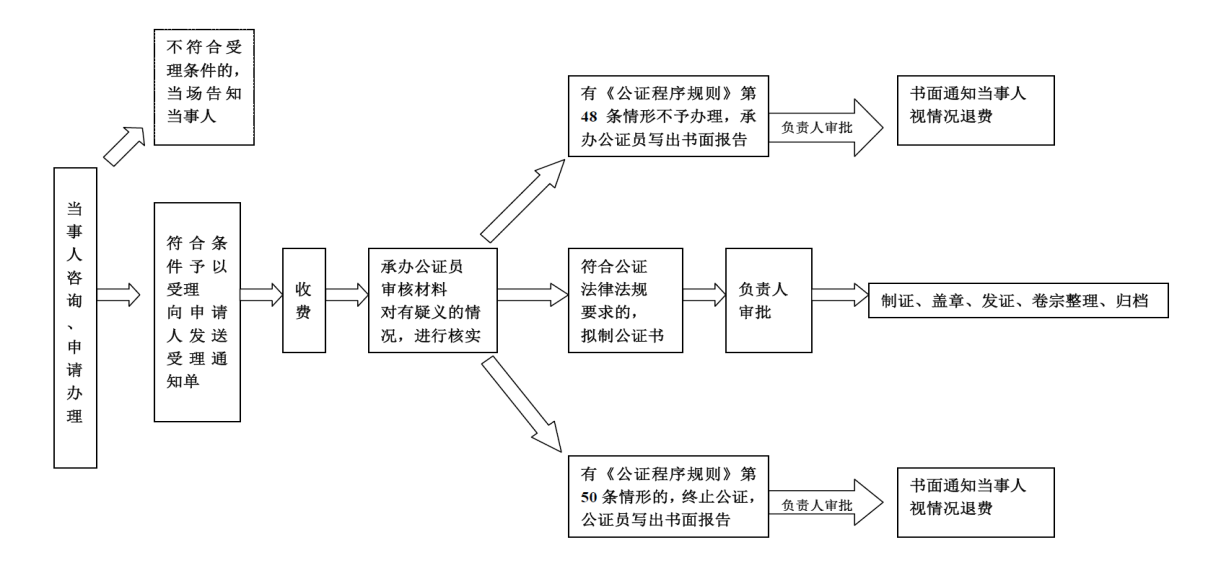 当事人咨询、申请办理
不符合受
理条件的，
当场告知
当事人
符合条
件予以
受理
向申请
人发送
受理通
知单
收
费
承办公证员
审核材料
对有疑义的情
况，进行核实
有《公证程序规则》第
48 条情形不予办理，承
办公证员写出书面报告
负责人审批
书面通知当事人
视情况退费
符合公证
法律法规
要求的，
拟制公证书
负责人
审批
制证、盖章、发证、卷宗整理、归档
有《公证程序规则》第
50 条情形的，终止公证，
公证员写出书面报告
负责人审批
书面通知当事人
视情况退费